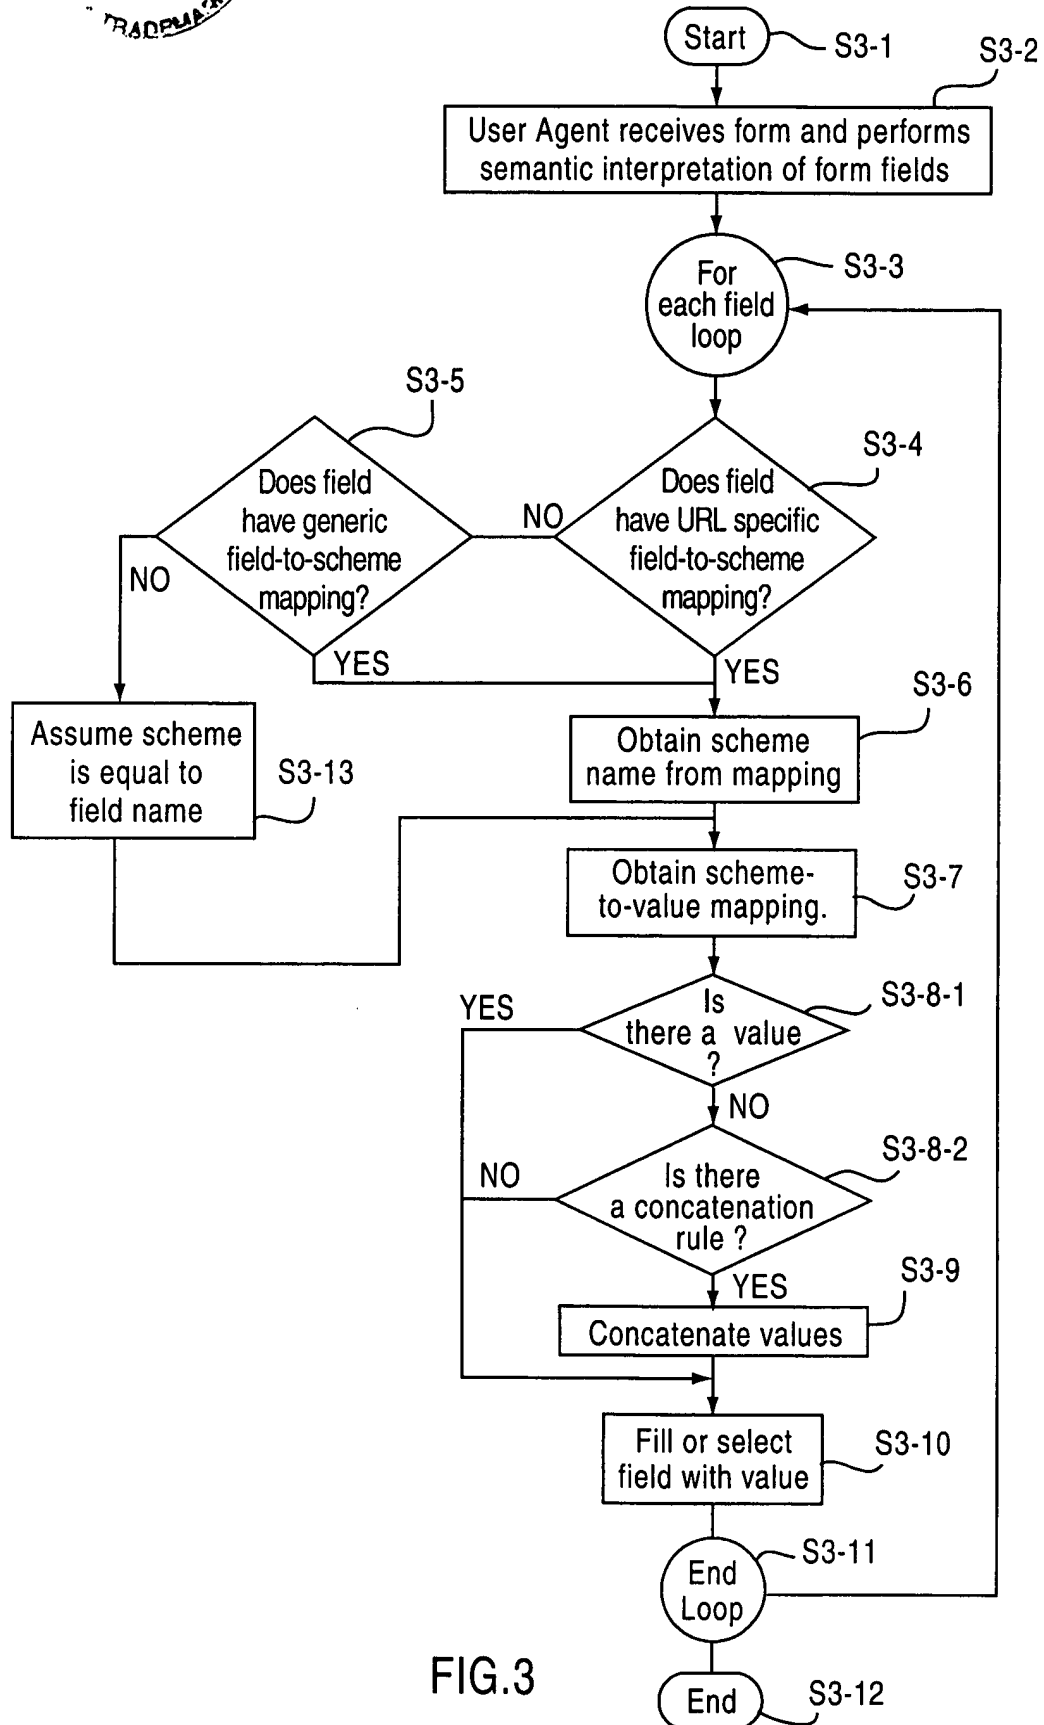 TRADEMA
Start
S3-1
S3-2
User Agent receives form and performs
semantic interpretation of form fields
For
each field
loop
S3-3
S3-5
S3-4
Does field
have generic
field-to-scheme
mapping?
NO
Does field
have URL specific
field-to-scheme
mapping?
NO
YES
YES
S3-6
Assume scheme
is equal to
field name
S3-13
Obtain scheme
name from mapping
Obtain scheme-
to-value mapping.
S3-7
S3-8-1
YES
Is
there a value
?
NO
S3-8-2
NO
Is there
a concatenation
rule ?
YES
S3-9
Concatenate values
Fill or select
field with value
S3-10
End
Loop
S3-11
FIG.3
End
S3-12